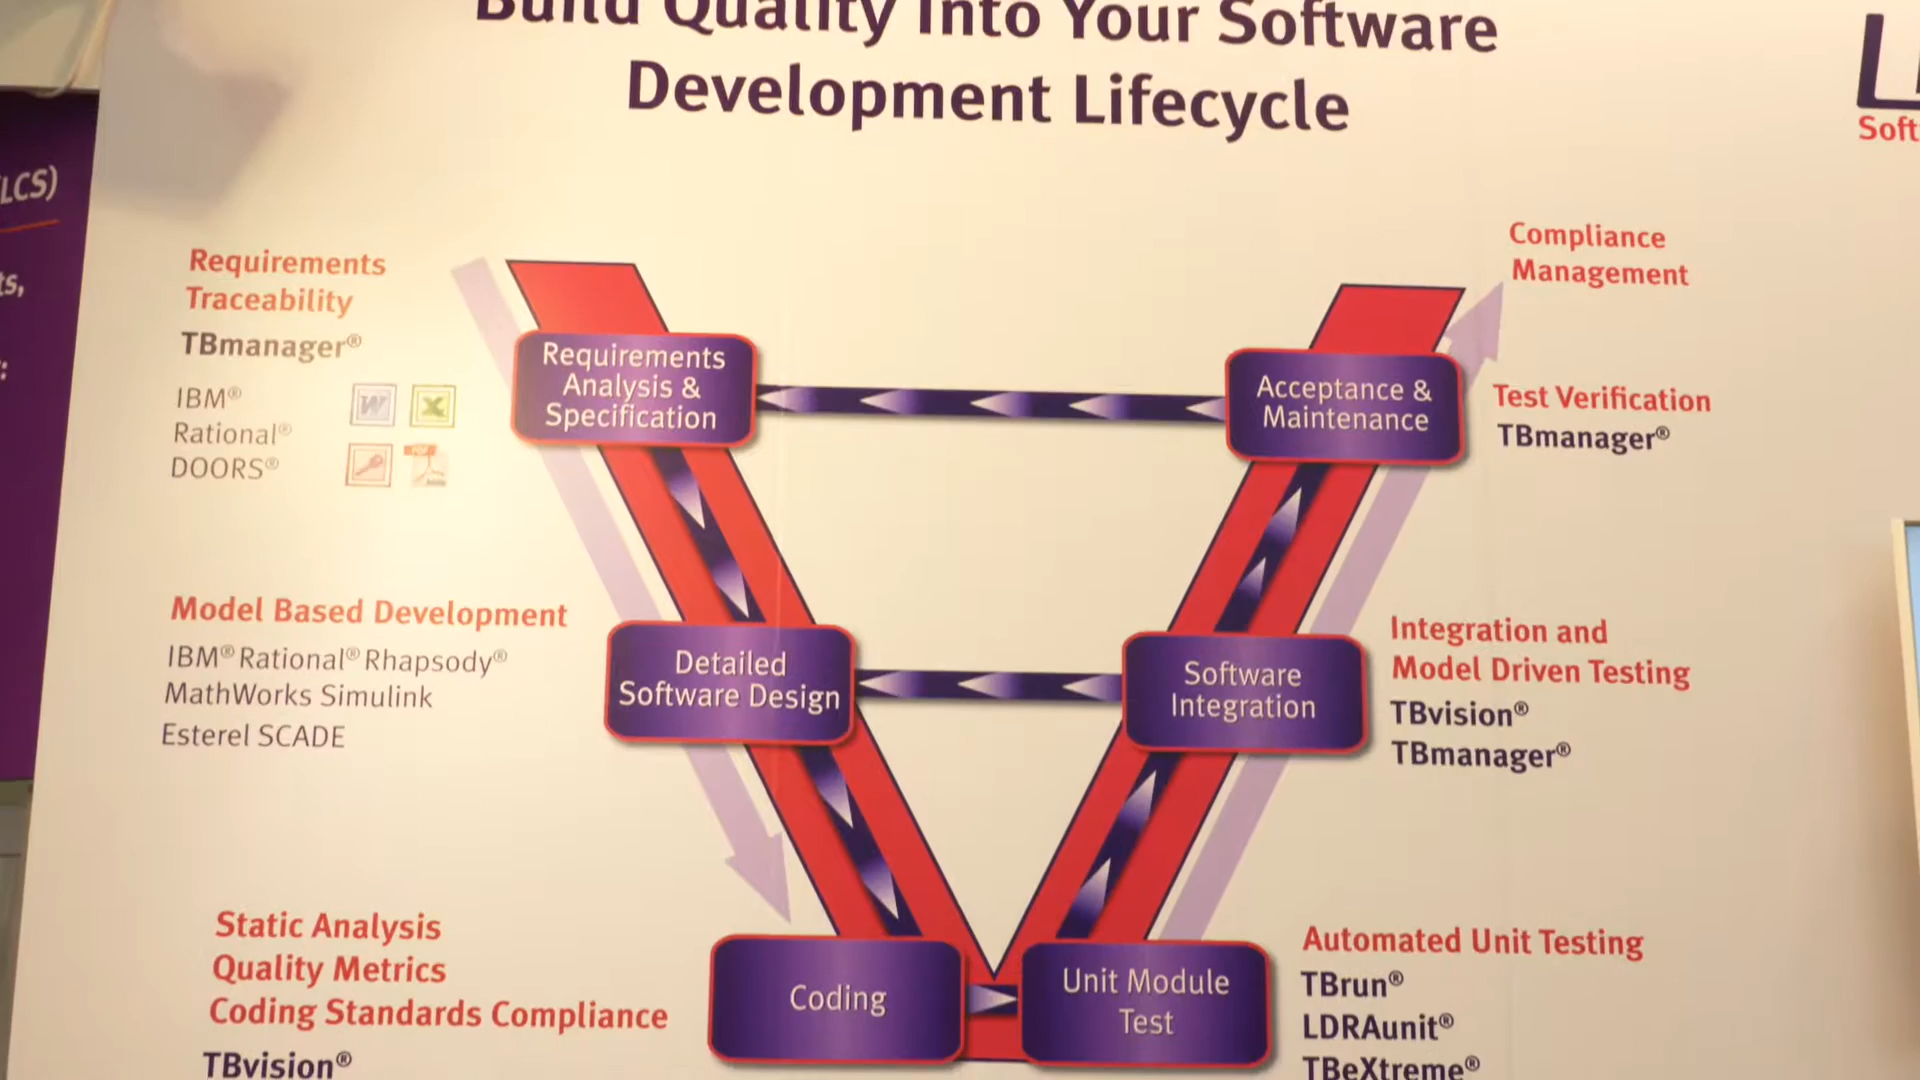 Build Quality Into Your Software
Development Lifecycle
Soft
LCS)
ts,
:
Requirements
Traceability
TBmanager®
IBM®
Rational®
DOORS®
W
X
PDF
Requirements
Analysis &
Specification
Acceptance &
Maintenance
Compliance
Management
Test Verification
TBmanager®
Model Based Development
IBM® Rational® Rhapsody®
MathWorks Simulink
Esterel SCADE
Detailed
Software Design
Software
Integration
Integration and
Model Driven Testing
TBvision®
TBmanager®
Static Analysis
Quality Metrics
Coding Standards Compliance
TBvision®
Coding
Unit Module
Test
Automated Unit Testing
TBrun®
LDRAunit®
TBeXtreme®